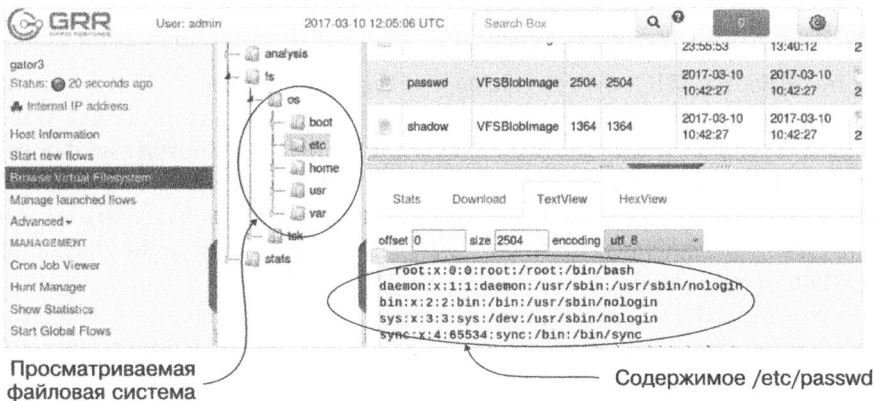 GRR
User: admin
2017-03-10 12:05:06 UTC
Search Box
gator3
Status: 20 seconds ago
Internal IP address.
Host Information
Start new flows
Browse Virtual Filesystem
Manage launched flows
Advanced
MANAGEMENT
Cron Job Viewer
Hunt Manager
Show Statistics
Start Global Flows
analysis
fs
os
boot
etc
home
usr
var
tsk
stats
23:55:53 13:40:12 2
passwd VFSBlobImage 2504 2504 2017-03-10 2017-03-10
10:42:27 10:42:27 2
shadow VFSBlobImage 1364 1364 2017-03-10 2017-03-10
10:42:27 10:42:27 2
Stats Download TextView HexView
offset 0 size 2504 encoding utf_8
root:x:0:0:root:/root:/bin/bash
daemon:x:1:1:daemon:/usr/sbin:/usr/sbin/nologin
bin:x:2:2:bin:/bin:/usr/sbin/nologin
sys:x:3:3:sys:/dev:/usr/sbin/nologin
sync:x:4:65534:sync:/bin:/bin/sync
Просматриваемая
файловая система
Содержимое /etc/passwd